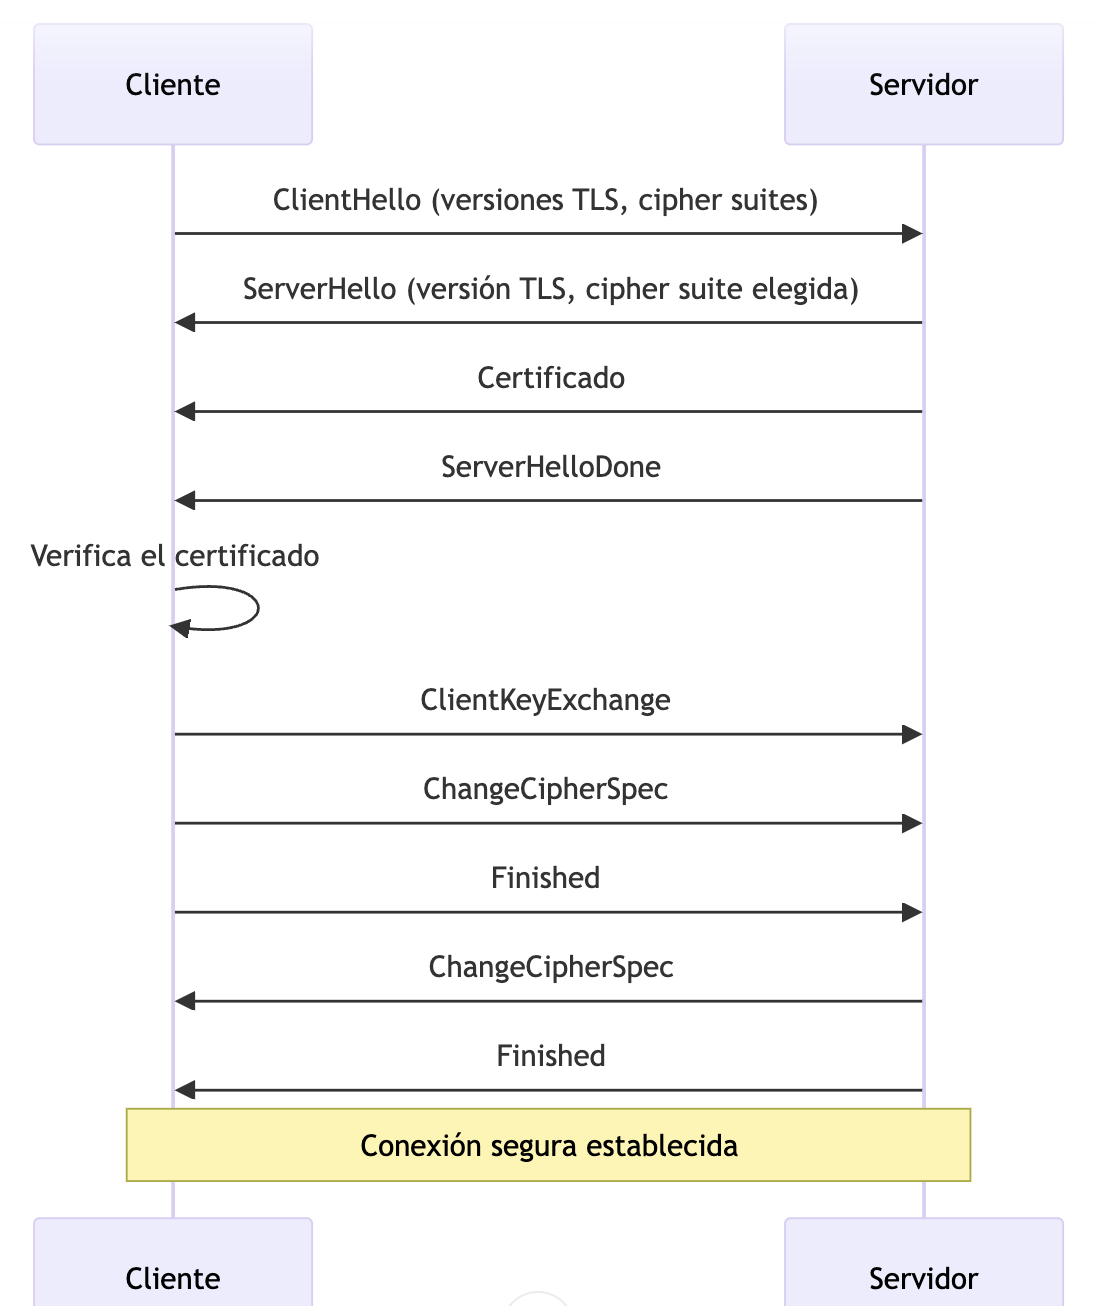 Cliente
Servidor
ClientHello (versiones TLS, cipher suites)
ServerHello (versión TLS, cipher suite elegida)
Certificado
ServerHelloDone
Verifica el certificado
ClientKeyExchange
ChangeCipherSpec
Finished
ChangeCipherSpec
Finished
Conexión segura establecida
Cliente
Servidor